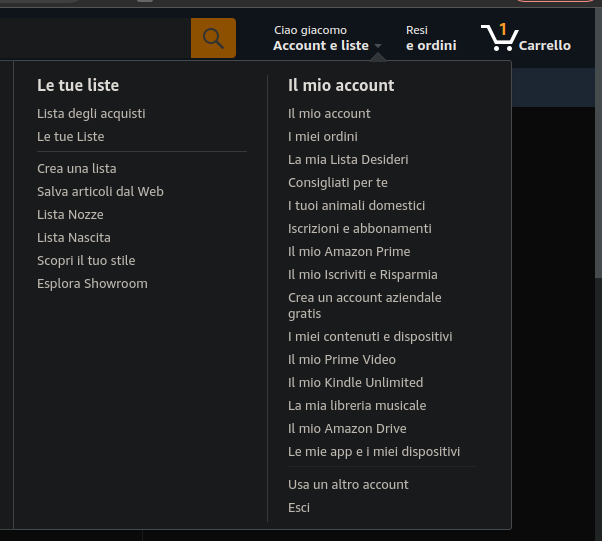 Ciao giacomo
Account e liste
Resi
e ordini
1
Carrello
Le tue liste
Lista degli acquisti
Le tue Liste
Crea una lista
Salva articoli dal Web
Lista Nozze
Lista Nascita
Scopri il tuo stile
Esplora Showroom
Il mio account
Il mio account
I miei ordini
La mia Lista Desideri
Consigliati per te
I tuoi animali domestici
Iscrizioni e abbonamenti
Il mio Amazon Prime
Il mio Iscriviti e Risparmia
Crea un account aziendale
gratis
I miei contenuti e dispositivi
Il mio Prime Video
Il mio Kindle Unlimited
La mia libreria musicale
Il mio Amazon Drive
Le mie app e i miei dispositivi
Usa un altro account
Esci